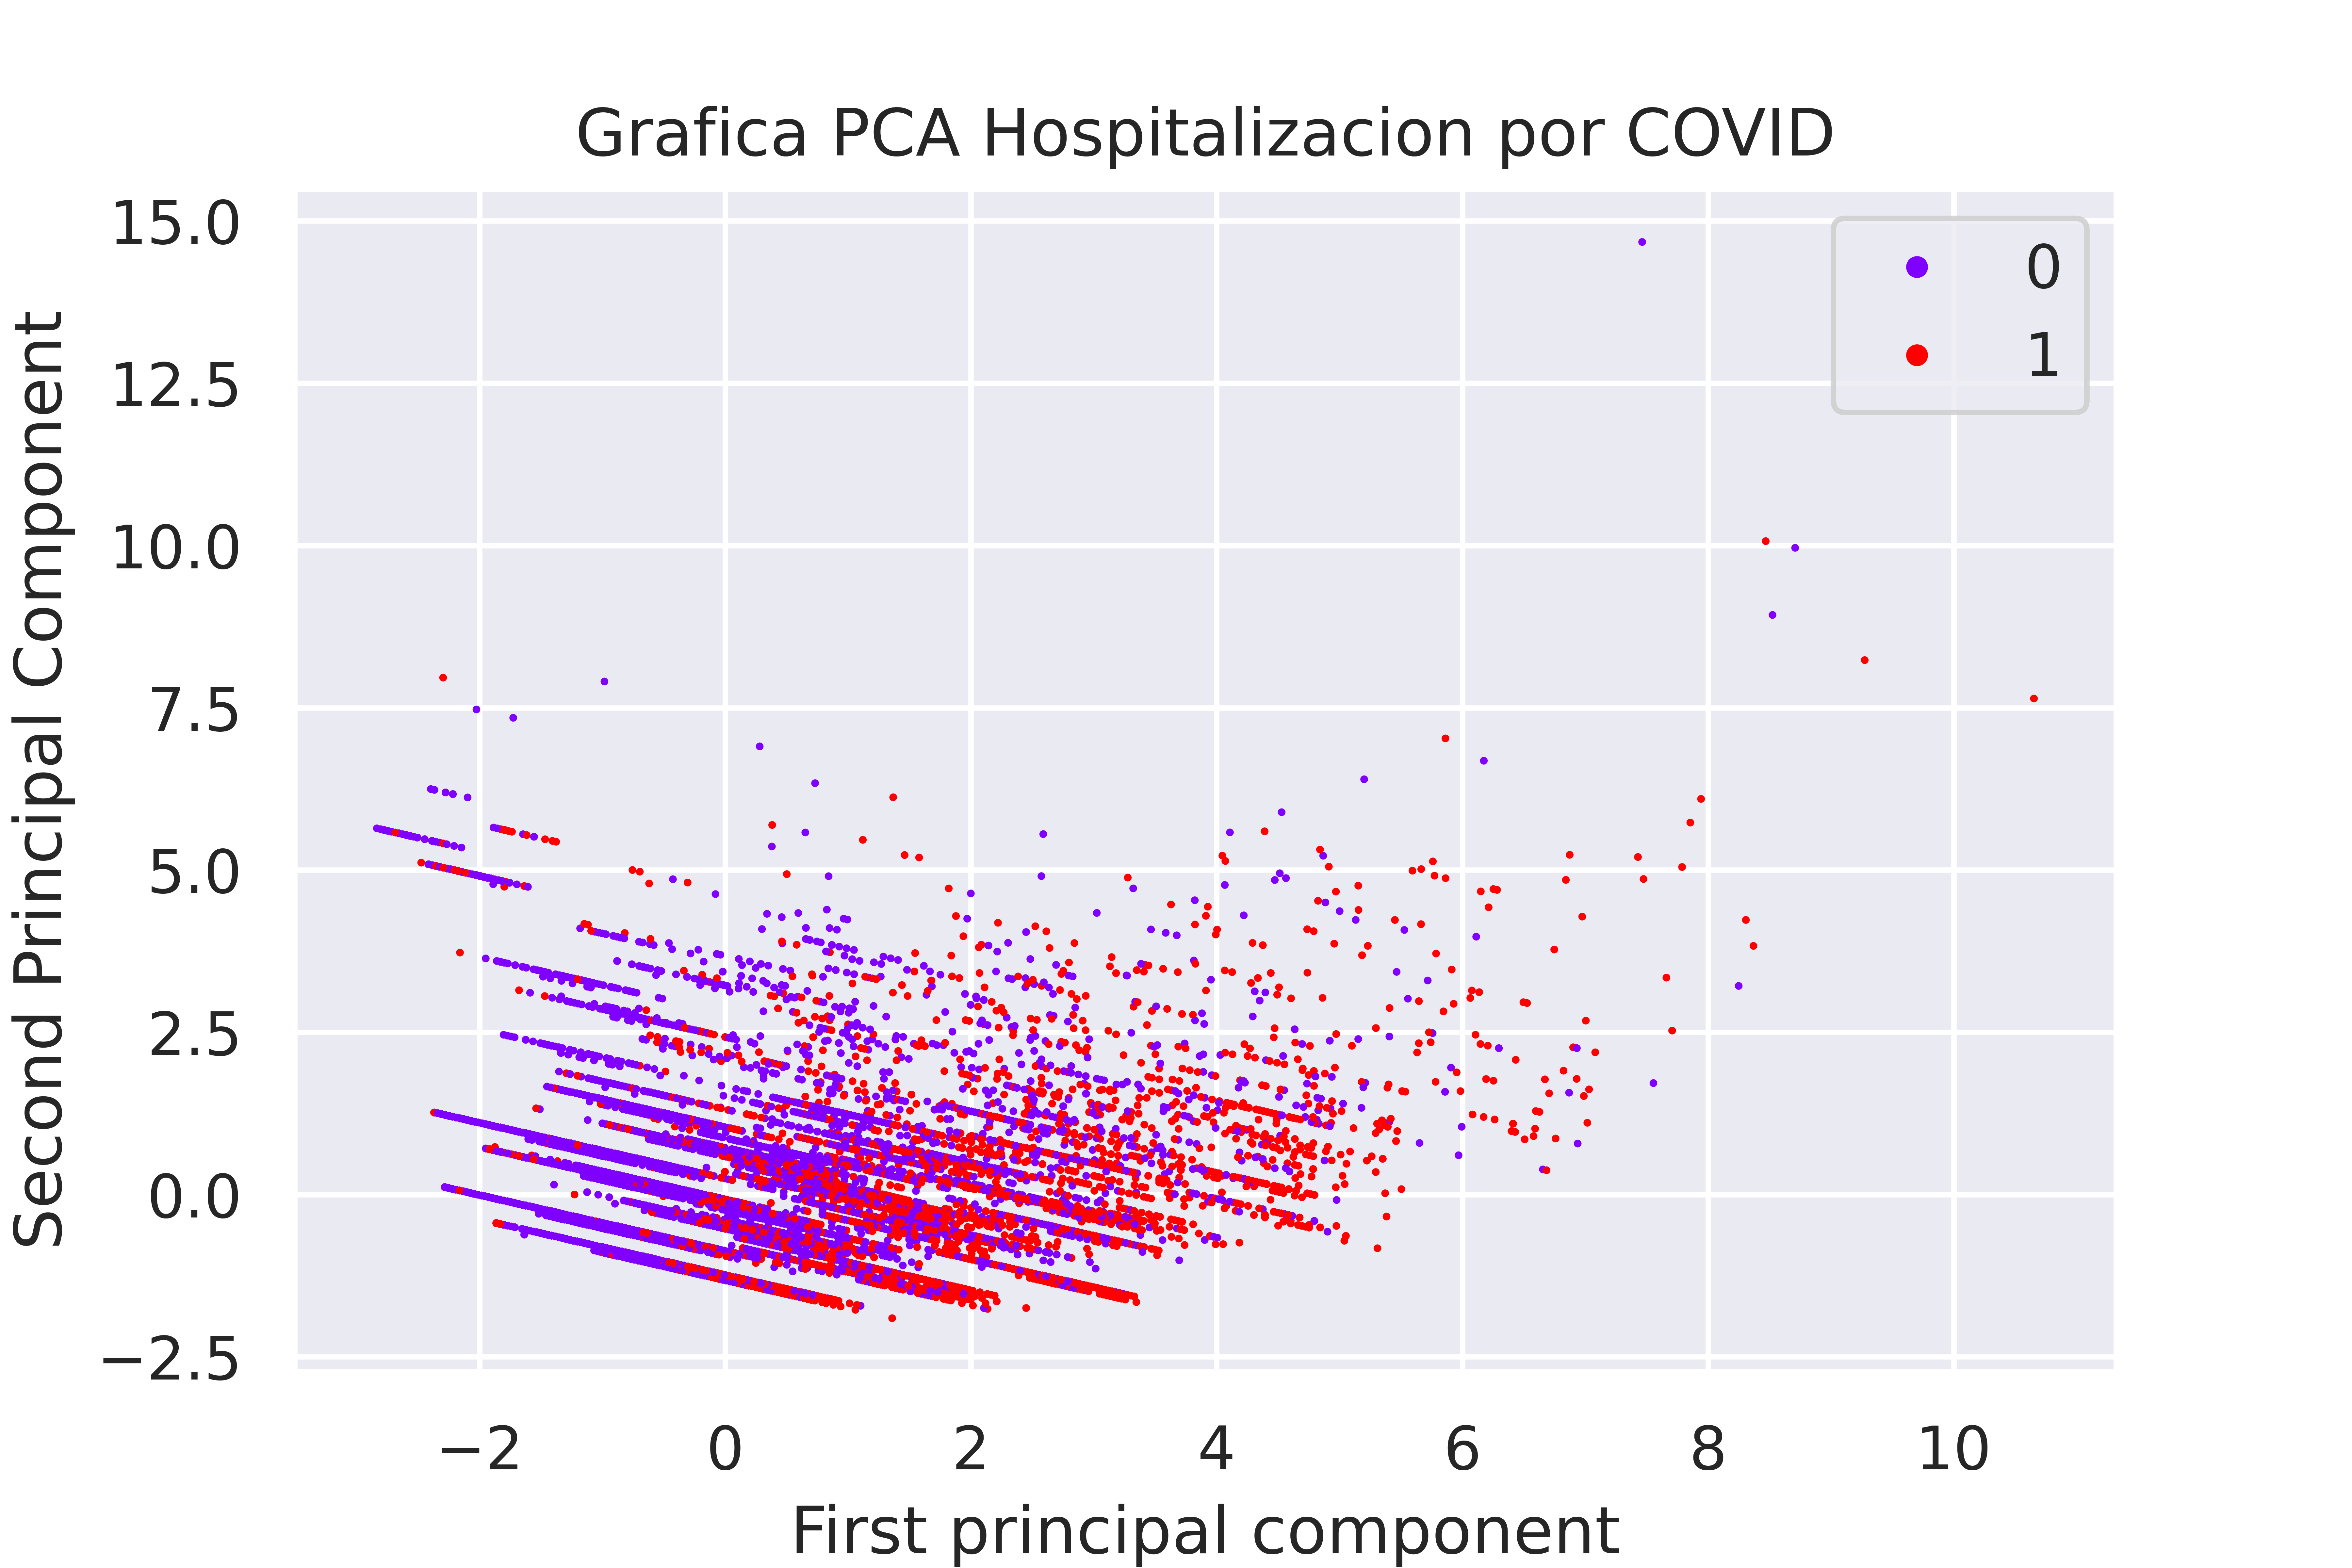 Grafica PCA Hospitalizacion por COVID
15.0
12.5
10.0
7.5
5.0
2.5
0.0
−2.5
Second Principal Component
0
1
−2 0 2 4 6 8 10
First principal component